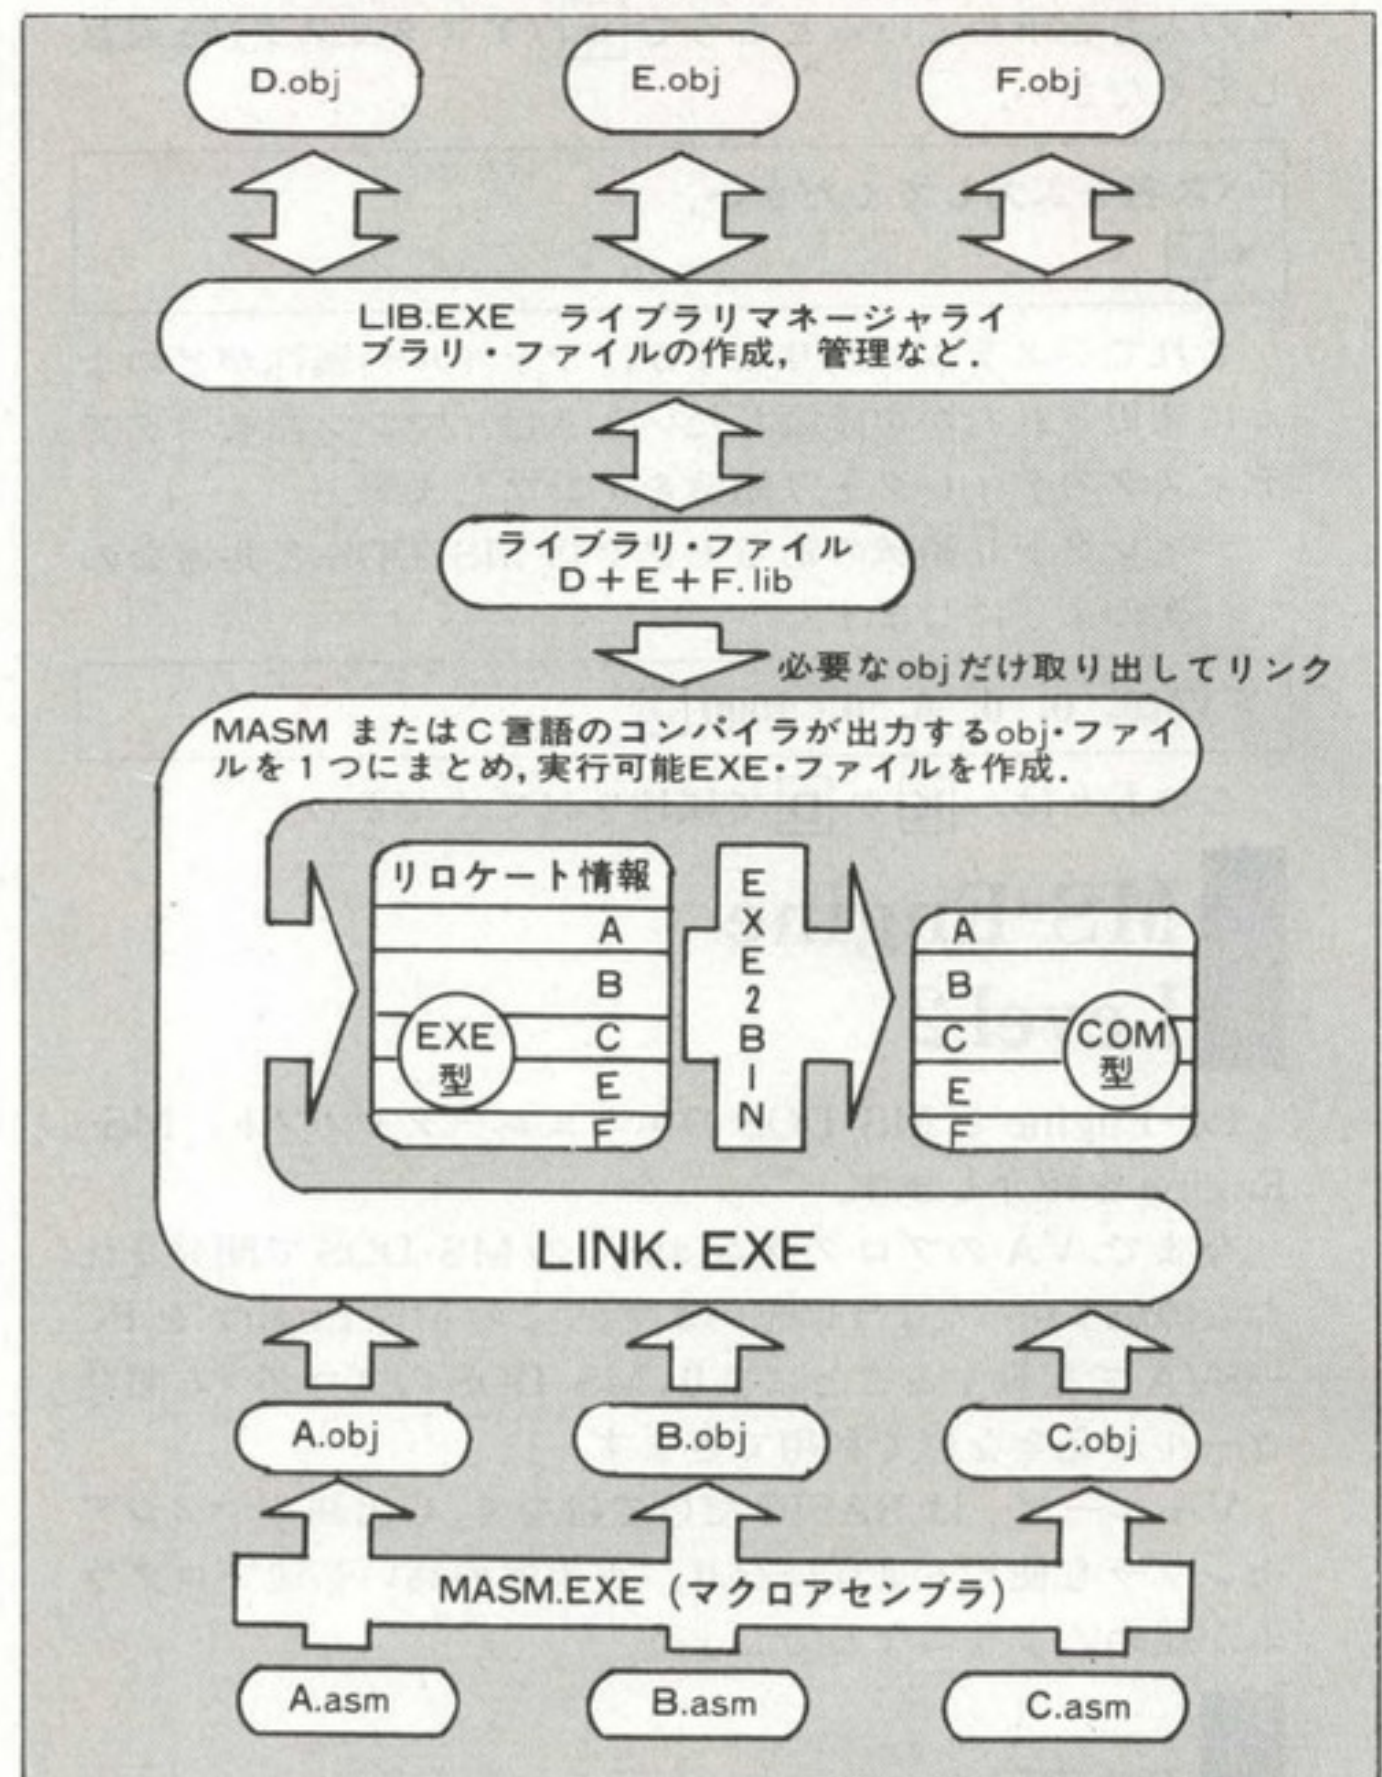 D.obj
E.obj
F.obj
LIB.EXE ライブラリマネージャライ
ブラリ・ファイルの作成, 管理など.
ライブラリ・ファイル
D+E+F.lib
必要なobjだけ取り出してリンク
MASM またはC言語のコンパイラが出力するobj・ファイ
ルを1つにまとめ,実行可能EXE・ファイルを作成.
リロケート情報
A
B
C
E
F
EXE
型
EXE2BIN
A
B
C
E
F
COM
型
LINK. EXE
A.obj
B.obj
C.obj
MASM.EXE (マクロアセンブラ)
A.asm
B.asm
C.asm